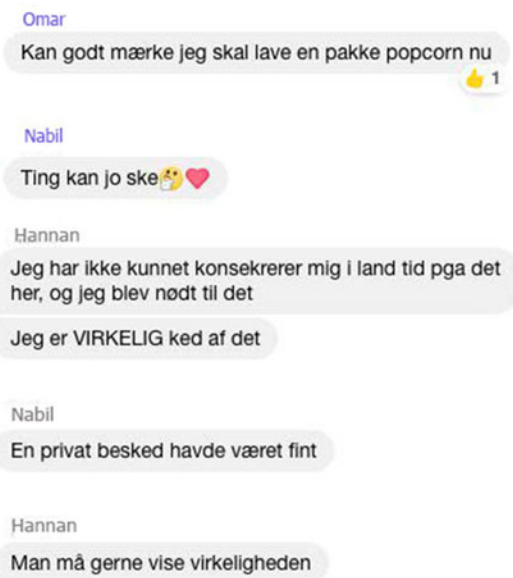 Omar
Kan godt mærke jeg skal lave en pakke popcorn nu
👍 1
Nabil
Ting kan jo ske🤔❤️
Hannan
Jeg har ikke kunnet konsekrerer mig i land tid pga det
her, og jeg blev nødt til det
Jeg er VIRKELIG ked af det
Nabil
En privat besked havde været fint
Hannan
Man må gerne vise virkeligheden